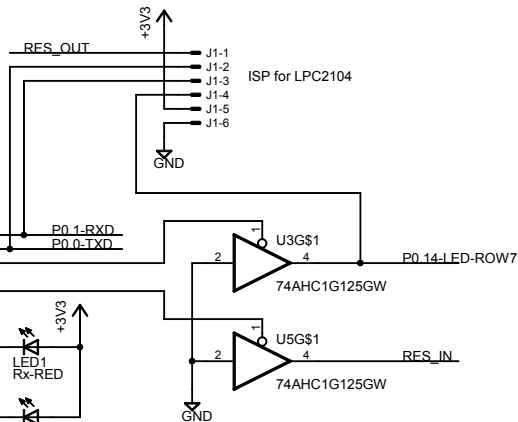 +3V3
RES_OUT
J1-1
J1-2
J1-3
J1-4
J1-5
J1-6
ISP for LPC2104
GND
P0.1-RXD
P0.0-TXD
1
U3G$1
2
4
P0.14-LED-ROW7
74AHC1G125GW
+3V3
1
U5G$1
2
4
RES_IN
74AHC1G125GW
LED1
Rx-RED
GND